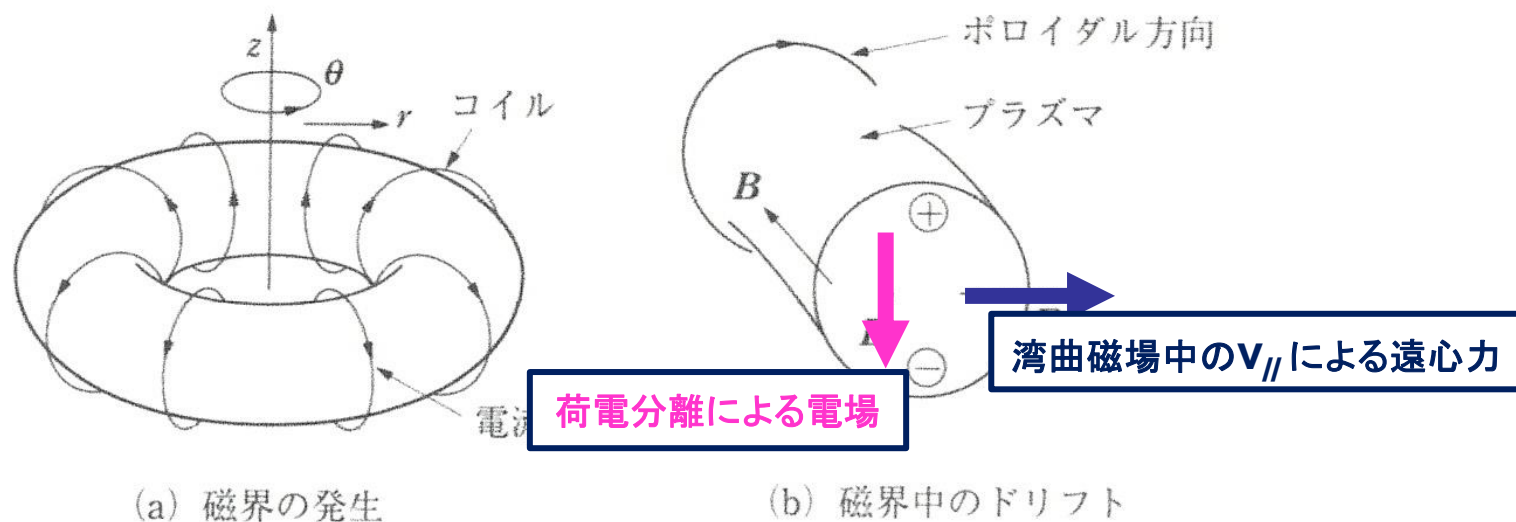 z
θ
r
コイル
電流
(a) 磁界の発生
ポロイダル方向
プラズマ
B
+
−
荷電分離による電場
湾曲磁場中のV//による遠心力
(b) 磁界中のドリフト